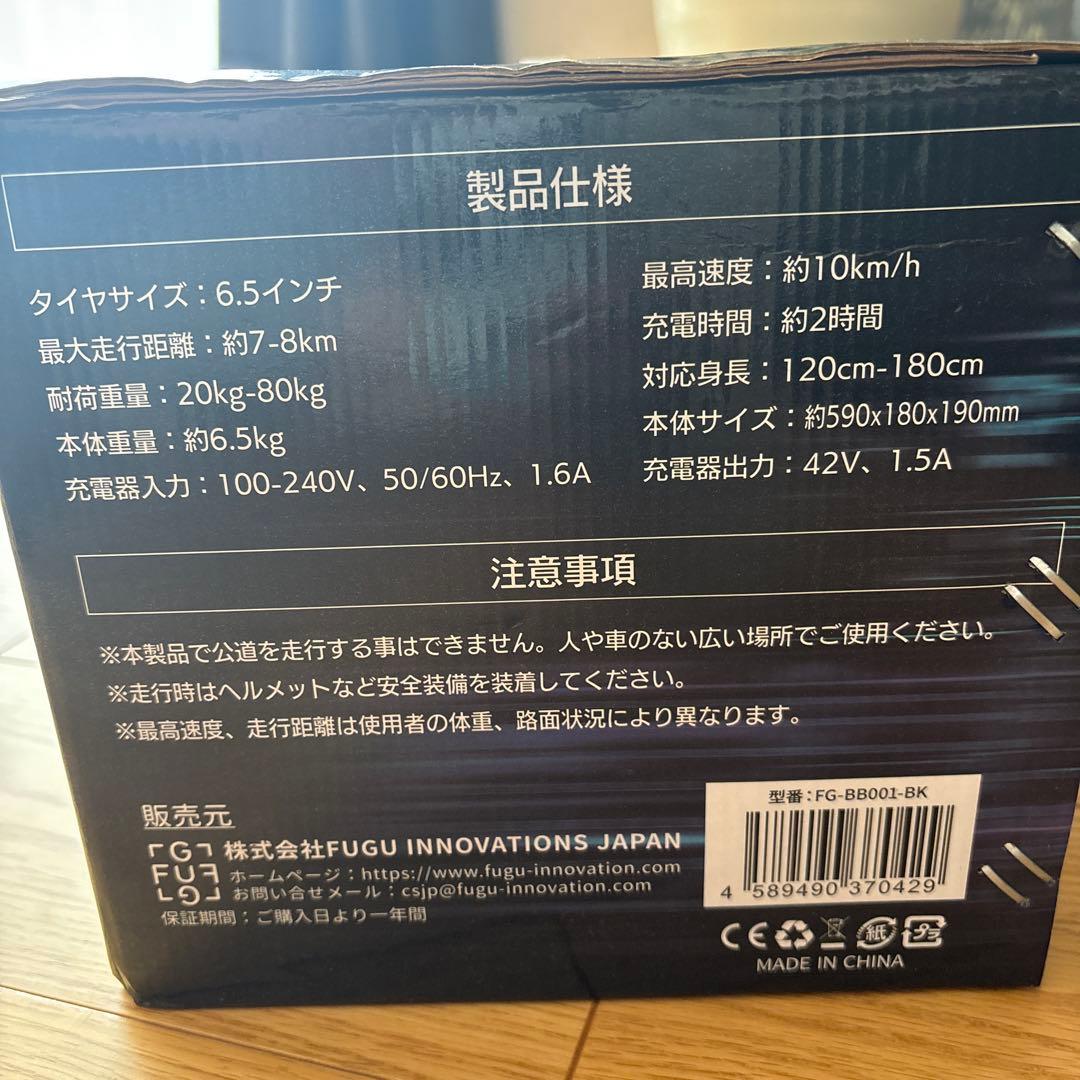 製品仕様
タイヤサイズ：6.5インチ
最大走行距離：約7-8km
耐荷重量：20kg-80kg
本体重量：約6.5kg
充電器入力：100-240V、50/60Hz、1.6A
最高速度：約10km/h
充電時間：約2時間
対応身長：120cm-180cm
本体サイズ：約590x180x190mm
充電器出力：42V、1.5A
注意事項
※本製品で公道を走行する事はできません。人や車のない広い場所でご使用ください。
※走行時はヘルメットなど安全装備を装着してください。
※最高速度、走行距離は使用者の体重、路面状況により異なります。
販売元
FUGU
株式会社FUGU INNOVATIONS JAPAN
ホームページ：https://www.fugu-innovation.com
お問い合せメール：csjp@fugu-innovation.com
保証期間：ご購入日より一年間
型番：FG-BB001-BK
4 589490 370429
CE 紙 プラ
MADE IN CHINA